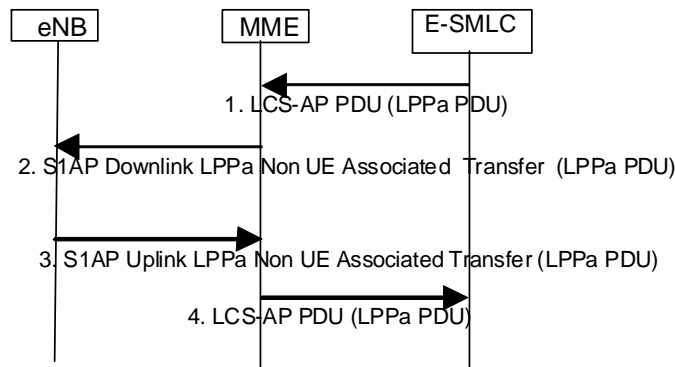 eNB
MME
E-SMLC
1. LCS-AP PDU (LPPa PDU)
2. S1AP Downlink LPPa Non UE Associated Transfer (LPPa PDU)
3. S1AP Uplink LPPa Non UE Associated Transfer (LPPa PDU)
4. LCS-AP PDU (LPPa PDU)